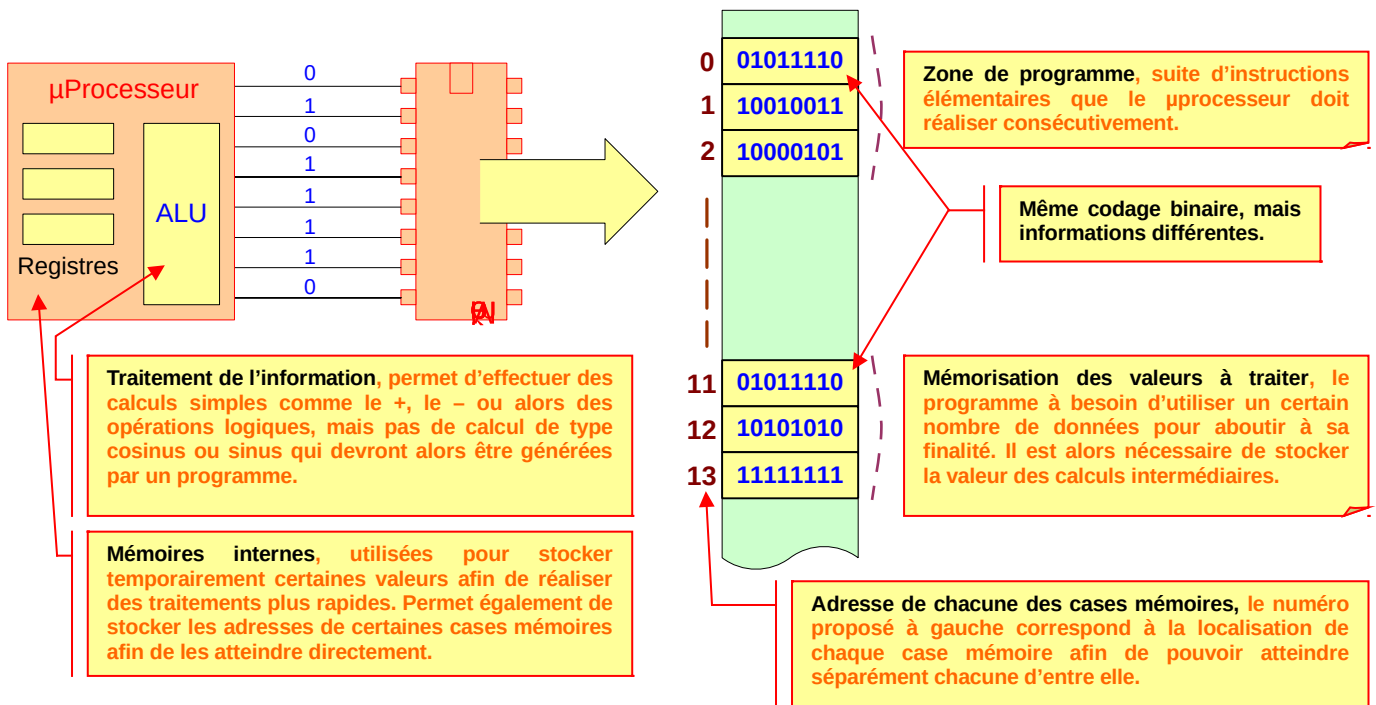 µProcesseur
ALU
Registres
0
1
0
1
1
1
1
0
0 01011110
1 10010011
2 10000101
11 01011110
12 10101010
13 11111111
Zone de programme, suite d’instructions
élémentaires que le µprocesseur doit
réaliser consécutivement.
Même codage binaire, mais
informations différentes.
Traitement de l’information, permet d'effectuer des
calculs simples comme le +, le – ou alors des
opérations logiques, mais pas de calcul de type
cosinus ou sinus qui devront alors être générées
par un programme.
Mémorisation des valeurs à traiter, le
programme à besoin d’utiliser un certain
nombre de données pour aboutir à sa
finalité. Il est alors nécessaire de stocker
la valeur des calculs intermédiaires.
Mémoires internes, utilisées pour stocker
temporairement certaines valeurs afin de réaliser
des traitements plus rapides. Permet également de
stocker les adresses de certaines cases mémoires
afin de les atteindre directement.
Adresse de chacune des cases mémoires, le numéro
proposé à gauche correspond à la localisation de
chaque case mémoire afin de pouvoir atteindre
séparément chacune d’entre elle.